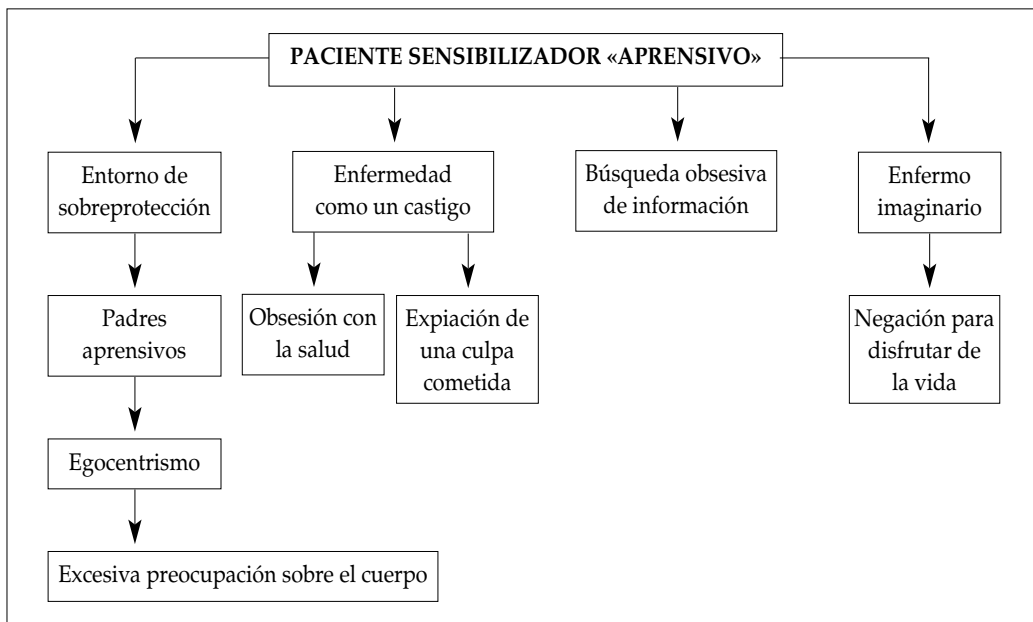 PACIENTE SENSIBILIZADOR «APRENSIVO»
Entorno de
sobreprotección
Enfermedad
como un castigo
Búsqueda obsesiva
de información
Enfermo
imaginario
Padres
aprensivos
Obsesión con
la salud
Expiación de
una culpa
cometida
Negación para
disfrutar de
la vida
Egocentrismo
Excesiva preocupación sobre el cuerpo